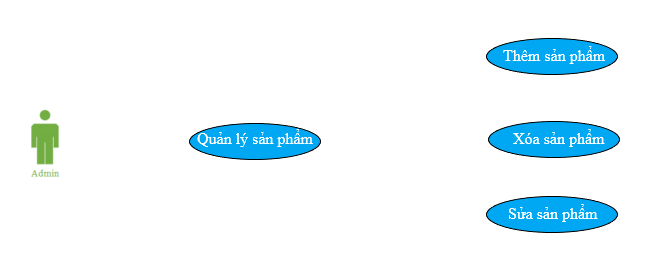 Thêm sản phẩm
Quản lý sản phẩm
Xóa sản phẩm
Admin
Sửa sản phẩm